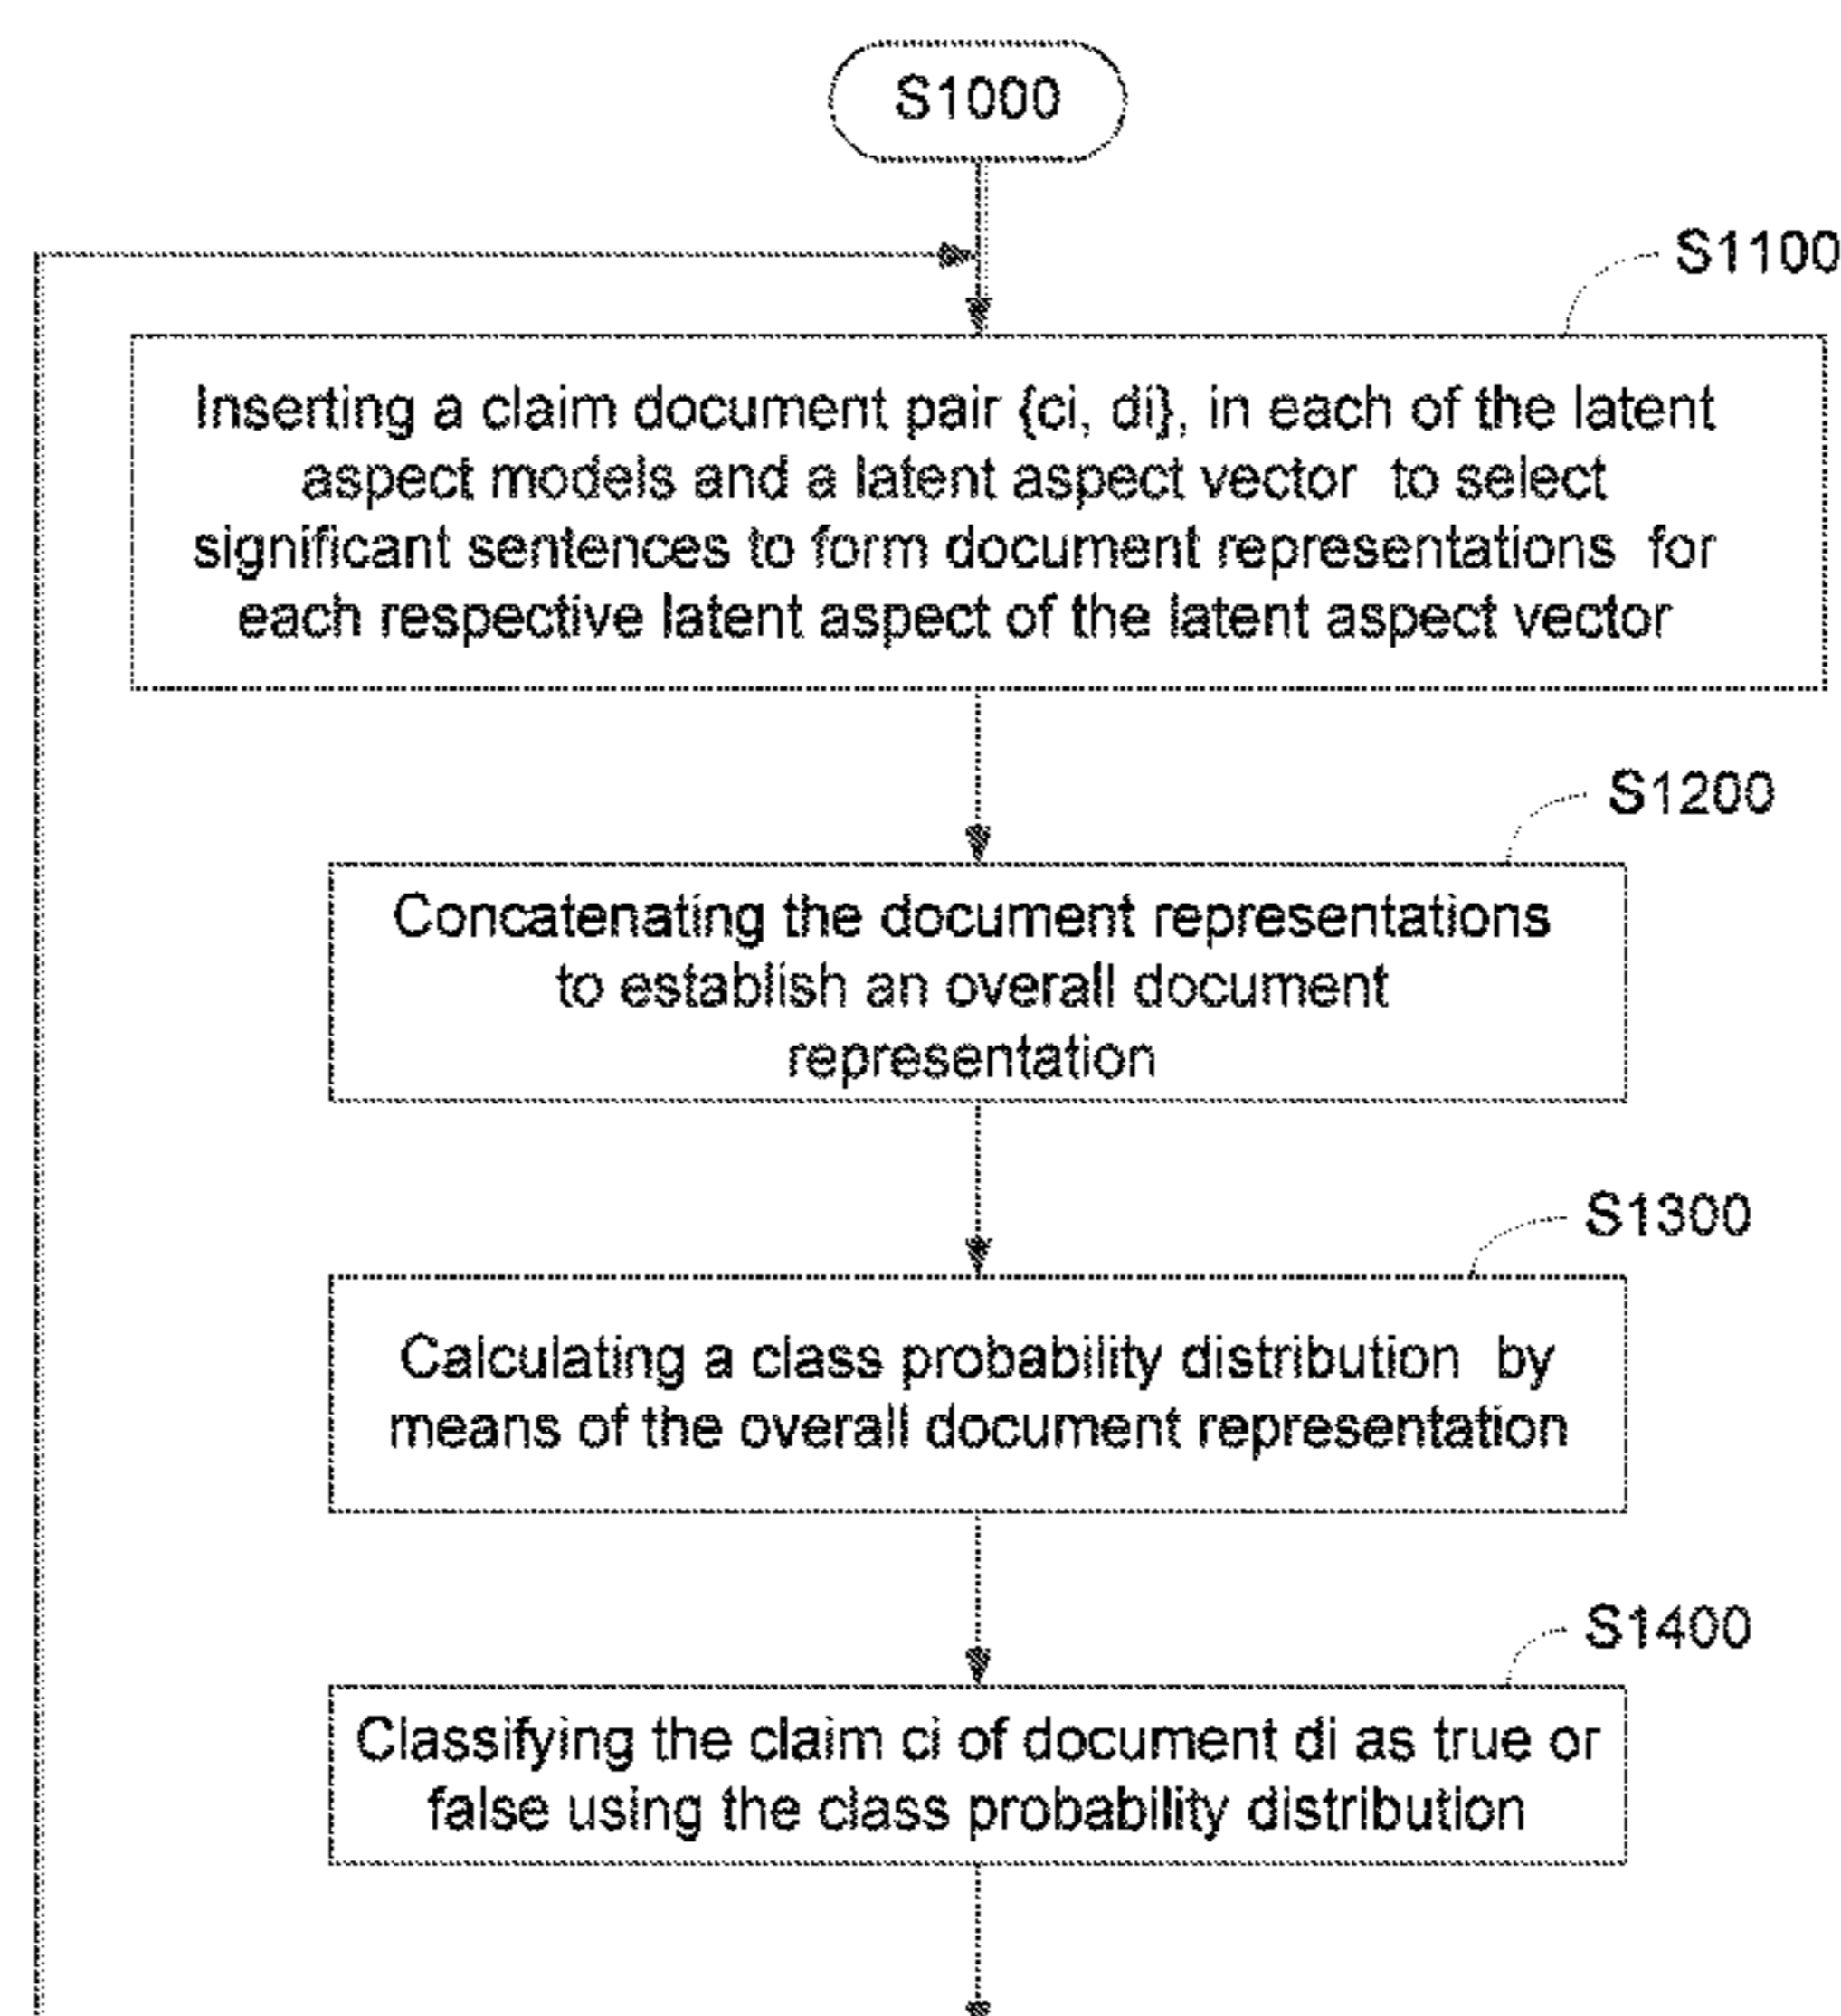 S1000
S1100
Inserting a claim document pair {ci, di}, in each of the latent
aspect models and a latent aspect vector to select
significant sentences to form document representations for
each respective latent aspect of the latent aspect vector
S1200
Concatenating the document representations
to establish an overall document
representation
S1300
Calculating a class probability distribution by
means of the overall document representation
S1400
Classifying the claim ci of document di as true or
false using the class probability distribution